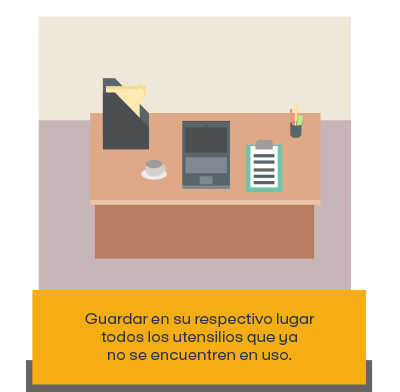 Guardar en su respectivo lugar
todos los utensilios que ya
no se encuentren en uso.